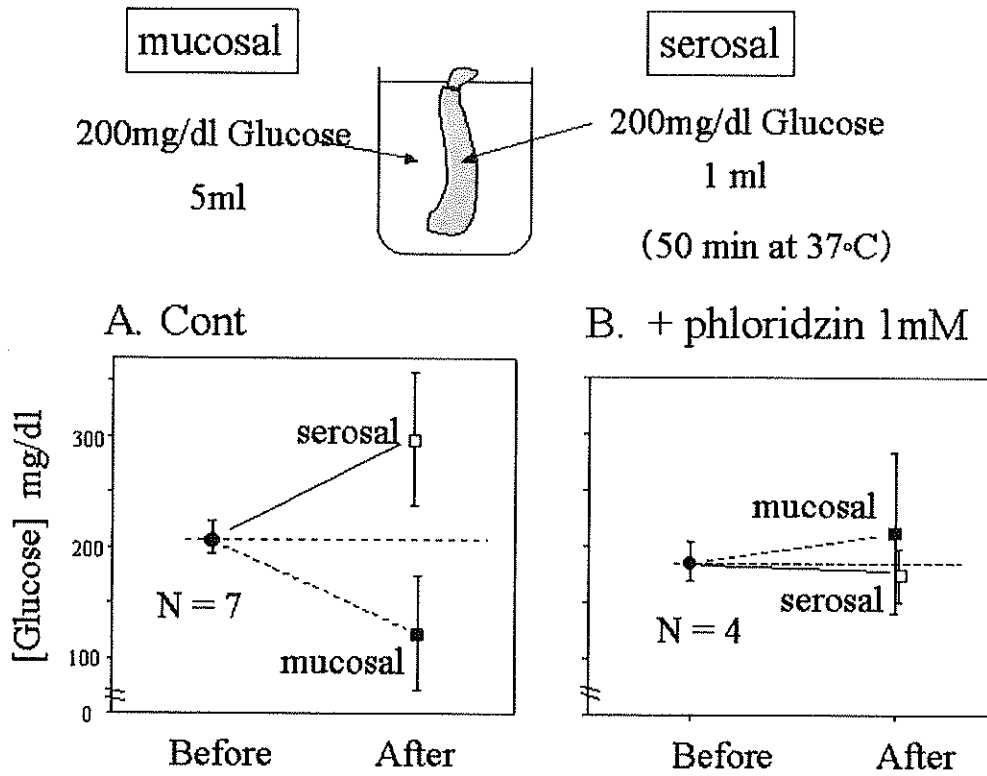 mucosal
serosal
200mg/dl Glucose
5ml
200mg/dl Glucose
1 ml
(50 min at 37°C)
A. Cont
B. + phloridzin 1mM
[Glucose] mg/dl
300
200
100
0
serosal
N = 7
mucosal
Before
After
mucosal
serosal
N = 4
Before
After